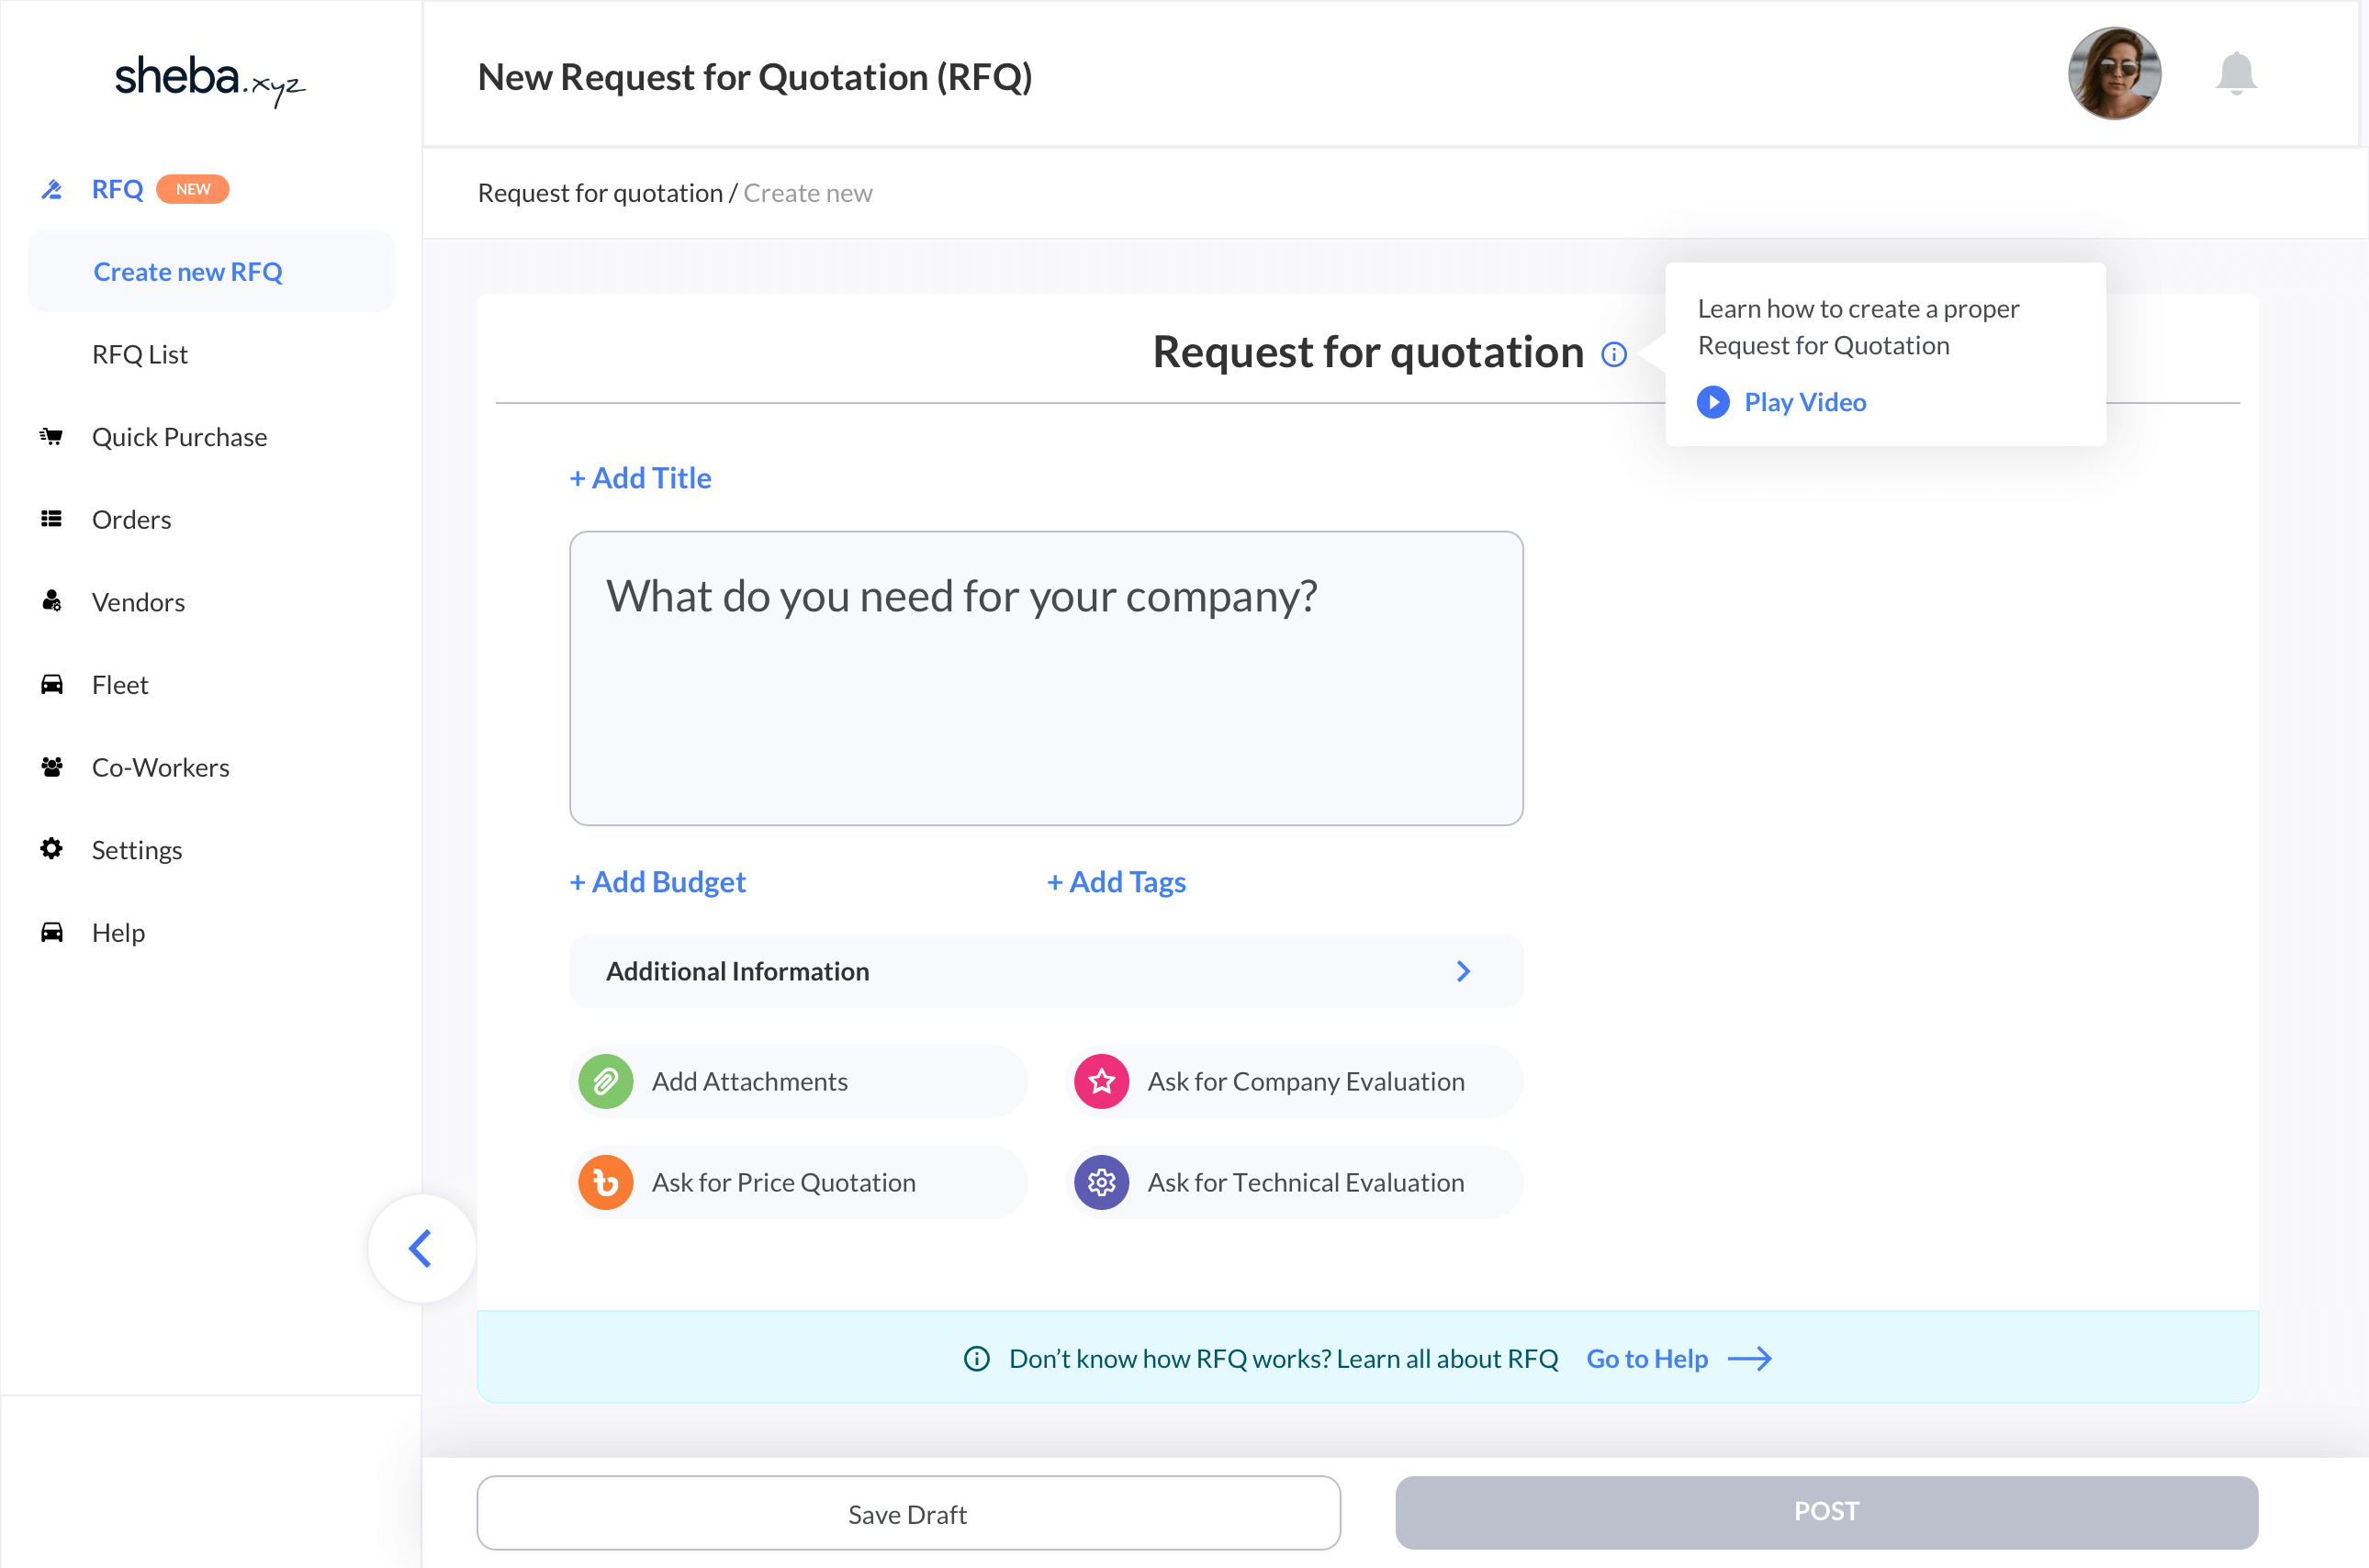 sheba.xyz
RFQ NEW
Create new RFQ
RFQ List
Quick Purchase
Orders
Vendors
Fleet
Co-Workers
Settings
Help
New Request for Quotation (RFQ)
Request for quotation / Create new
Request for quotation
Learn how to create a proper
Request for Quotation
Play Video
+ Add Title
What do you need for your company?
+ Add Budget
+ Add Tags
Additional Information
Add Attachments
Ask for Company Evaluation
Ask for Price Quotation
Ask for Technical Evaluation
Don’t know how RFQ works? Learn all about RFQ Go to Help
Save Draft
POST